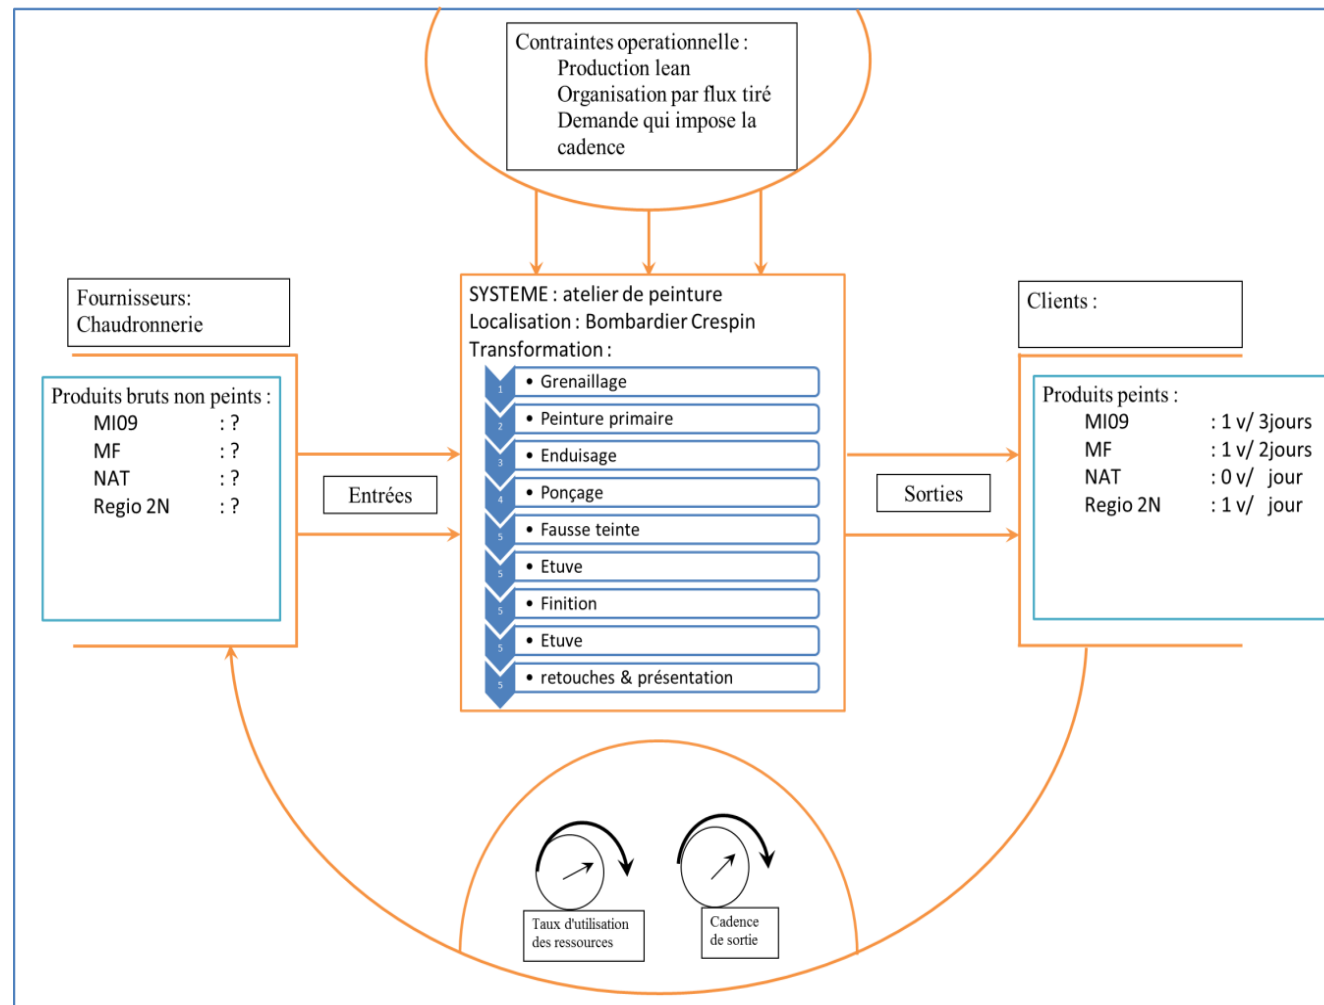 Contraintes operationnelle :
Production lean
Organisation par flux tiré
Demande qui impose la
cadence
Fournisseurs:
Chaudronnerie
Produits bruts non peints :
MI09 : ?
MF : ?
NAT : ?
Regio 2N : ?
Entrées
SYSTEME : atelier de peinture
Localisation : Bombardier Crespin
Transformation :
1 • Grenaillage
2 • Peinture primaire
3 • Enduisage
4 • Ponçage
5 • Fausse teinte
5 • Etuve
5 • Finition
5 • Etuve
5 • retouches & présentation
Sorties
Clients :
Produits peints :
MI09 : 1 v/ 3jours
MF : 1 v/ 2jours
NAT : 0 v/ jour
Regio 2N : 1 v/ jour
Taux d'utilisation
des ressources
Cadence
de sortie